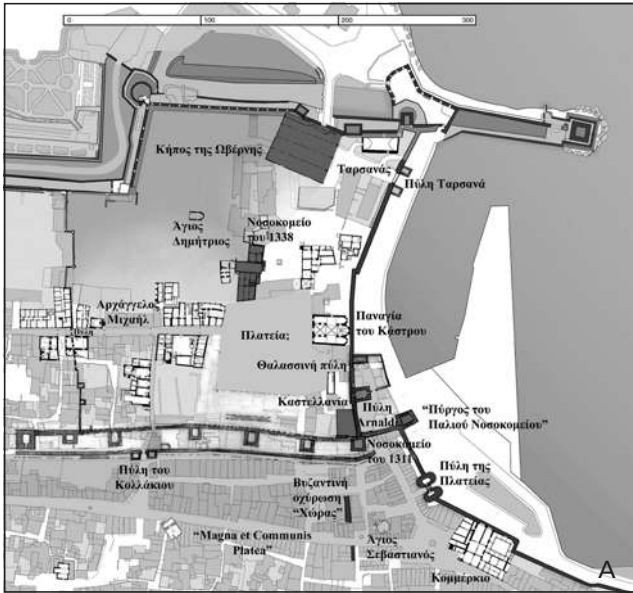 0 100 200 300
Κήπος της Ωβέρνης
Ταρσανάς
Πύλη Ταρσανά
Άγιος
Δημήτριος
Νοσοκομείο
του 1338
Αρχάγγελος
Μιχαήλ
Πύλη
Πλατεία;
Παναγία
του Κάστρου
Θαλασσινή πύλη
Καστελλανία
Πύλη
Arnaldi
"Πύργος του
Παλιού Νοσοκομείου"
Νοσοκομείο
του 1311
Πύλη του
Κολλάκιου
Πύλη της
Πλατείας
Βυζαντινή
οχύρωση
"Χώρας"
"Magna et Communis
Platea"
Άγιος
Σεβαστιανός
Κομμέρκιο
A